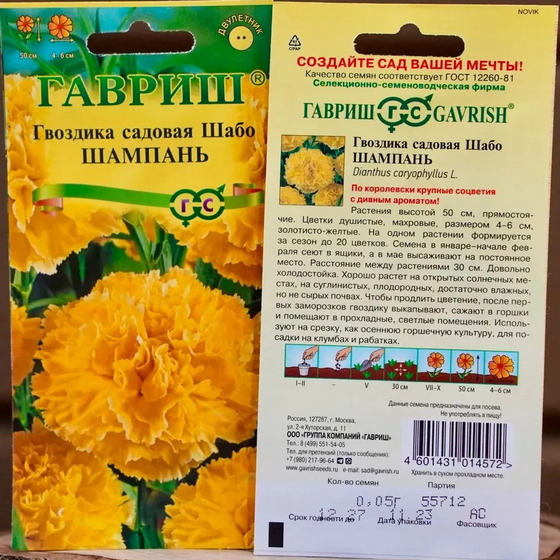 50 см
4-6 см
ДВУЛЕТНИК
ГАВРИШ®
Гвоздика садовая Шабо
ШАМПАНЬ
ГС
NOVIK
CPAP
СОЗДАЙТЕ САД ВАШЕЙ МЕЧТЫ!
Качество семян соответствует ГОСТ 12260-81
Селекционно-семеноводческая фирма
ГАВРИШ ГС GAVRISH®
Гвоздика садовая Шабо
ШАМПАНЬ
Dianthus caryophyllus L.
По королевски крупные соцветия
с дивным ароматом!
Растения высотой 50 см, прямостоя-
чие. Цветки душистые, махровые, размером 4–6 см,
золотисто-желтые. На одном растении формируется
за сезон до 20 цветков. Семена в январе–начале фев-
раля сеют в ящики, а в мае высаживают на постоянное
место. Расстояние между растениями 30 см. Довольно
холодостойка. Хорошо растет на открытых солнечных ме-
стах, на суглинистых, плодородных, достаточно влажных,
но не сырых почвах. Чтобы продлить цветение, после пер-
вых заморозков гвоздику выкапывают, сажают в горшки
и помещают в прохладные, светлые помещения. Исполь-
зуют на срезку, как осеннюю горшечную культуру, для по-
садки на клумбах и рабатках.
I–II – V 30 см VII–X 50 см 4–6 см
Данные семена предназначены для посева.
Не употреблять в пищу!
Россия, 127287, г. Москва,
ул. 2-я Хуторская, д. 11
ООО «ГРУППА КОМПАНИЙ «ГАВРИШ»
Тел.: 8 (499) 551-54-05
Для претензий (только сообщения):
+7 (980) 217-96-64
www.gavrishseeds.ru e-mail: sad@gavrish.ru
4 601431 014572 >
Хранить в сухом прохладном месте.
Кол-во семян Партия
0,05г 55712
12.27 11.23 АС
Срок годности до Дата упаковки Фасовщик